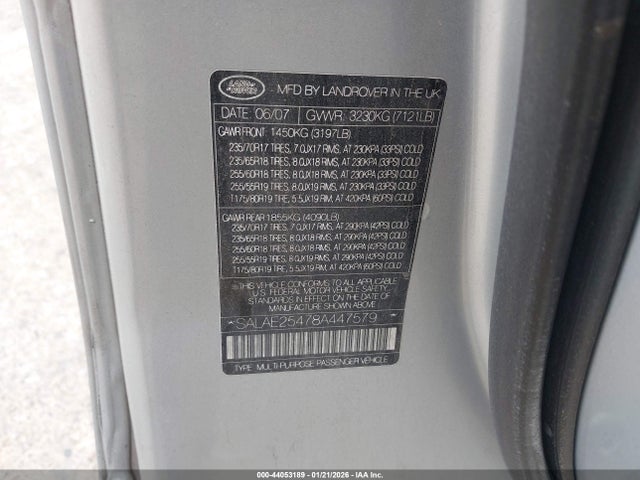 LAND ROVER
MFD BY LANDROVER IN THE UK
DATE 06/07 GVWR 3230KG (7121LB)
GAWR FRONT 1450KG (3197LB)
235/70R17 TIRES, 7.0JX17 RIMS, AT 230KPA (33PSI) COLD
235/65R18 TIRES, 8.0JX18 RIMS, AT 230KPA (33PSI) COLD
255/60R18 TIRES, 8.0JX18 RIMS, AT 230KPA (33PSI) COLD
255/55R19 TIRES, 8.0JX19 RIMS, AT 230KPA (33PSI) COLD
T175/80R19 TIRE, 5.5JX19 RIM, AT 420KPA (60PSI) COLD
GAWR REAR 1855KG (4090LB)
235/70R17 TIRES, 7.0JX17 RIMS, AT 290KPA (42PSI) COLD
235/65R18 TIRES, 8.0JX18 RIMS, AT 290KPA (42PSI) COLD
255/60R18 TIRES, 8.0JX18 RIMS, AT 290KPA (42PSI) COLD
255/55R19 TIRES, 8.0JX19 RIMS, AT 290KPA (42PSI) COLD
T175/80R19 TIRE, 5.5JX19 RIM, AT 420KPA (60PSI) COLD
THIS VEHICLE CONFORMS TO ALL APPLICABLE
U.S. FEDERAL MOTOR VEHICLE SAFETY
STANDARDS IN EFFECT ON THE DATE OF
MANUFACTURE SHOWN ABOVE
*SALAE25478A447579*
TYPE: MULTI-PURPOSE PASSENGER VEHICLE
000-44053189 - 01/21/2026 - IAA Inc.